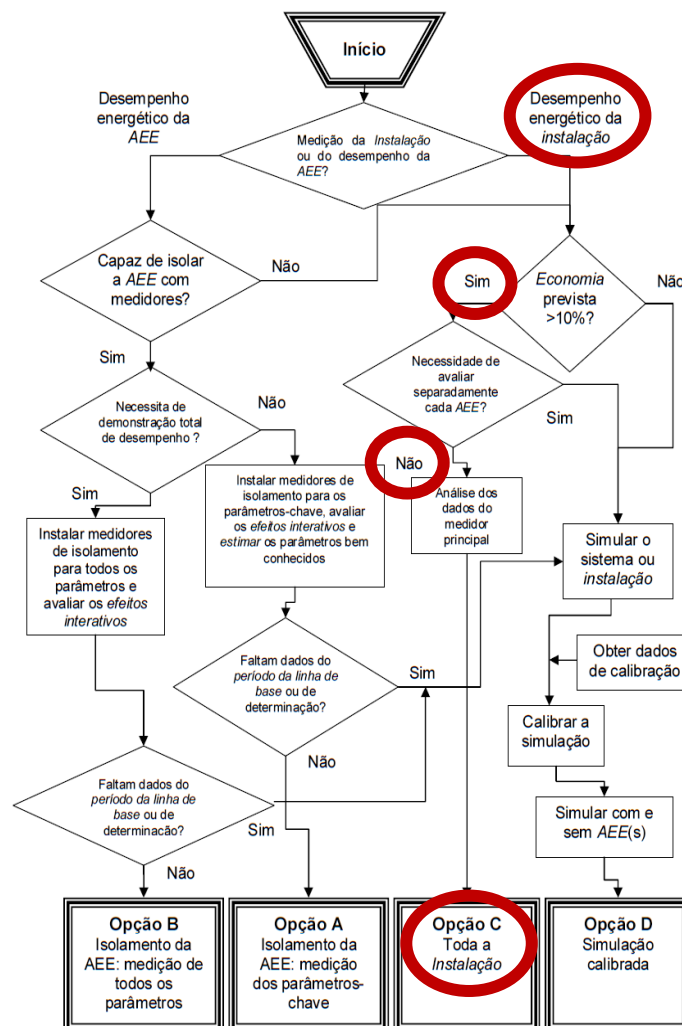 Início
Desempenho
energético da
AEE
Desempenho
energético da
instalação
Medição da Instalação
ou do desempenho da
AEE?
Capaz de isolar
a AEE com
medidores?
Não
Sim
Economia
prevista
>10%?
Não
Sim
Necessidade de
avaliar
separadamente
cada AEE?
Sim
Necessita de
demonstração total
de desempenho ?
Não
Sim
Não
Instalar medidores de
isolamento para os
parâmetros-chave, avaliar
os efeitos interativos e
estimar os parâmetros bem
conhecidos
Análise dos
dados do
medidor
principal
Instalar medidores
de isolamento
para todos os
parâmetros e
avaliar os efeitos
interativos
Simular o
sistema ou
instalação
Faltam dados do
período da linha de
base ou de
determinação?
Sim
Obter dados
de calibração
Não
Calibrar a
simulação
Faltam dados do
período da linha de
base ou de
determinação?
Sim
Simular com e
sem AEE(s)
Não
Opção B
Isolamento da
AEE: medição de
todos os
parâmetros
Opção A
Isolamento da
AEE: medição
dos parâmetros-
chave
Opção C
Toda a
Instalação
Opção D
Simulação
calibrada